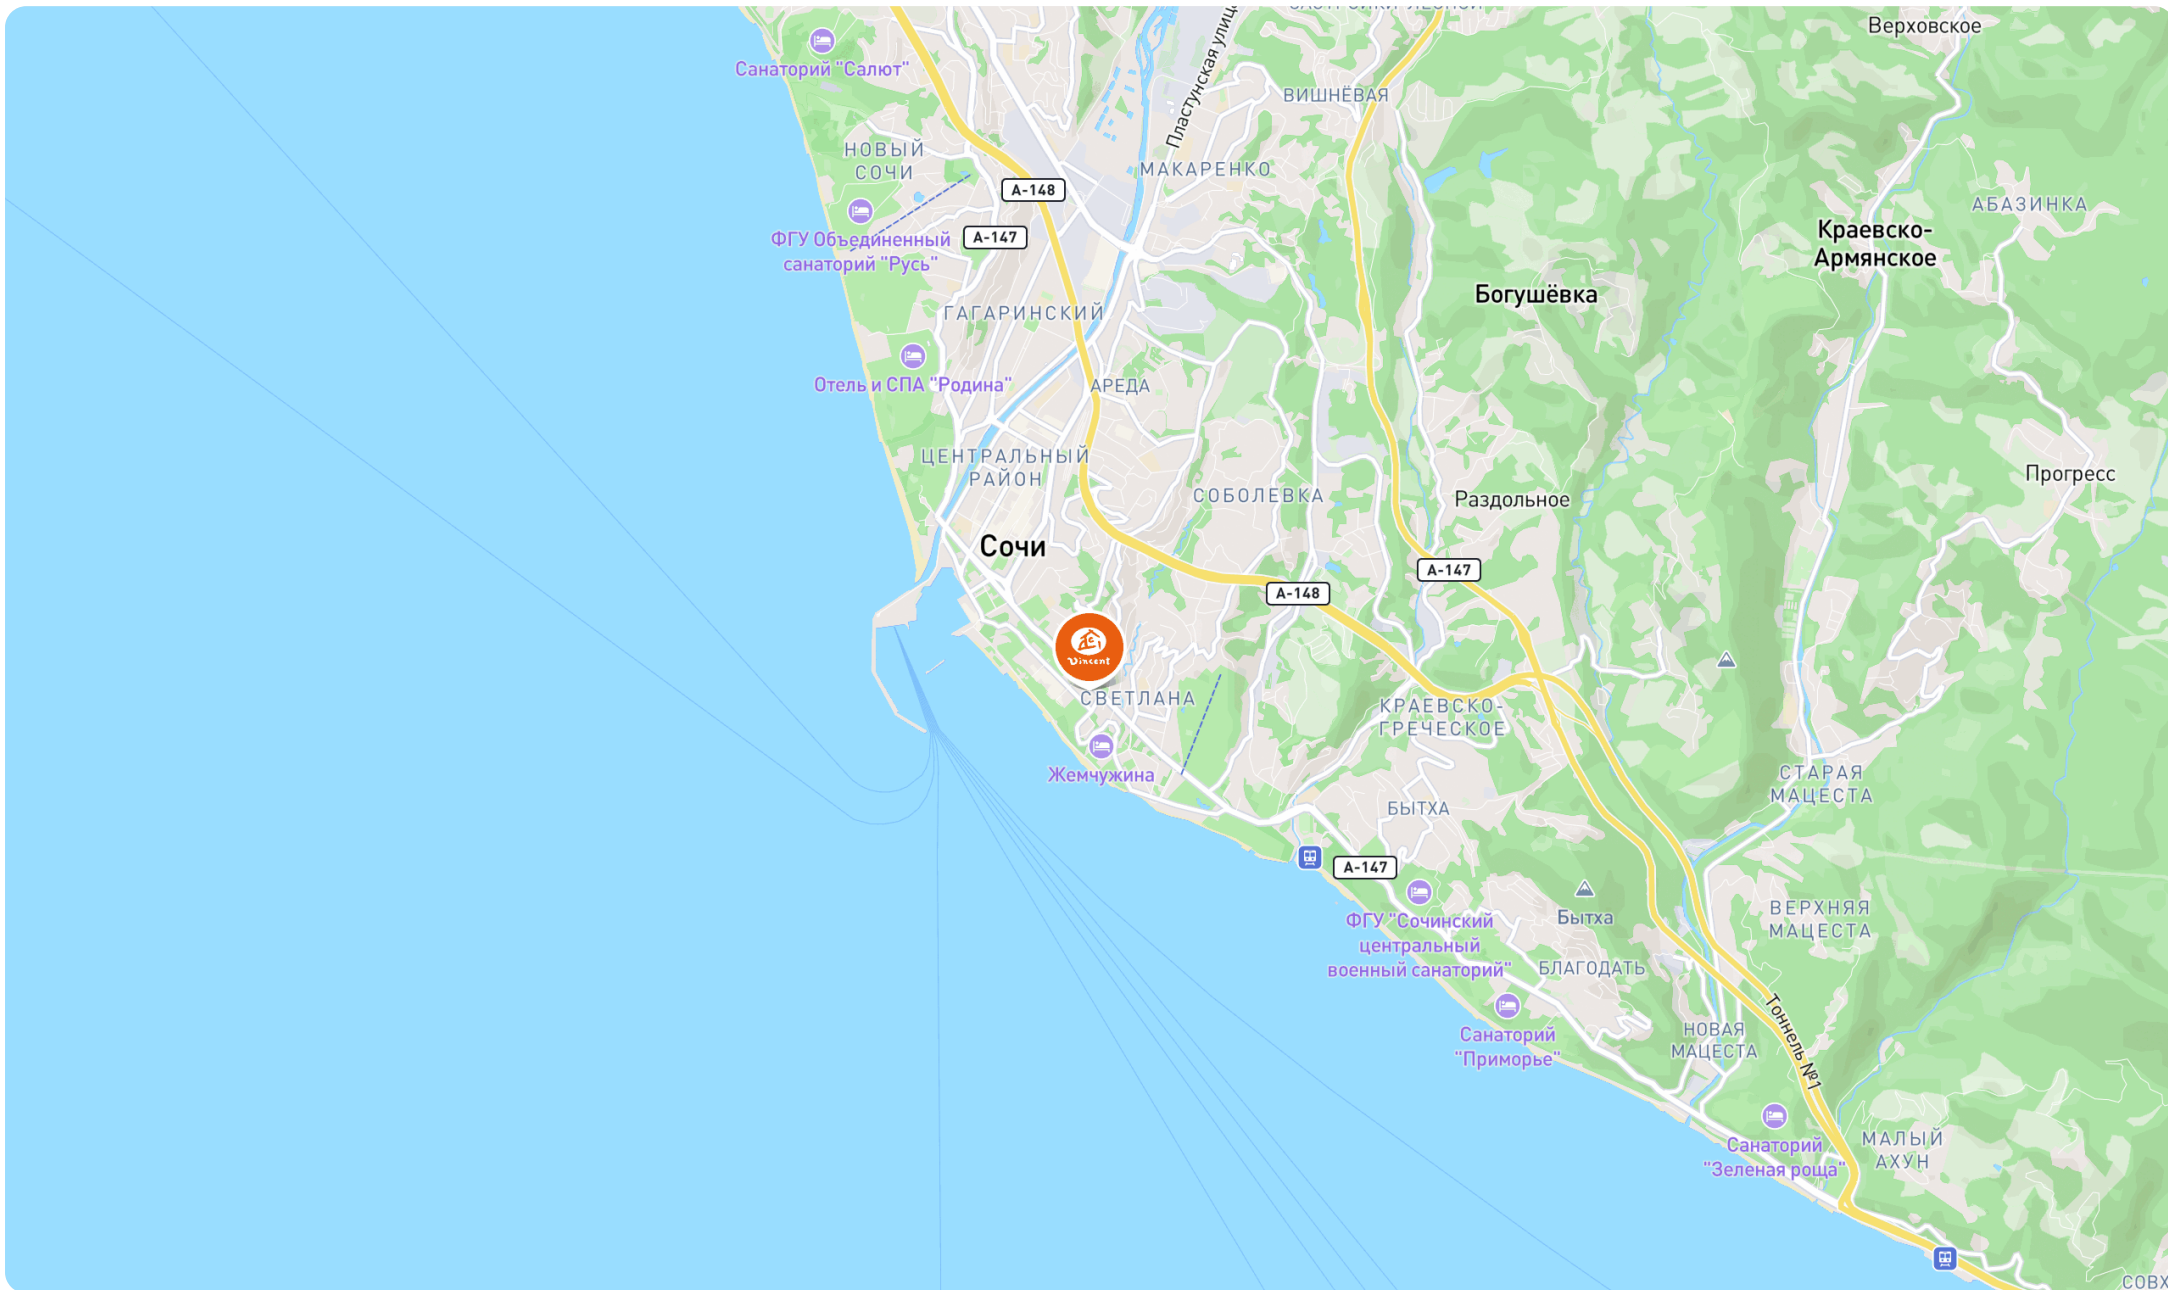 ЗАСТРОЙКИ ЛЕСНОЙ
Верховское
Санаторий "Салют"
ВИШНЁВАЯ
Пластунская улица
НОВЫЙ
СОЧИ
МАКАРЕНКО
А-148
АБАЗИНКА
ФГУ Объединенный
санаторий "Русь"
А-147
Краевско-
Армянское
Богушёвка
ГАГАРИНСКИЙ
Отель и СПА "Родина"
АРЕДА
ЦЕНТРАЛЬНЫЙ
РАЙОН
СОБОЛЕВКА
Раздольное
Прогресс
Сочи
А-147
А-148
Vincent
СВЕТЛАНА
КРАЕВСКО-
ГРЕЧЕСКОЕ
Жемчужина
СТАРАЯ
МАЦЕСТА
БЫТХА
А-147
ФГУ "Сочинский
центральный
военный санаторий"
Бытха
ВЕРХНЯЯ
МАЦЕСТА
БЛАГОДАТЬ
Санаторий
"Приморье"
НОВАЯ
МАЦЕСТА
Тоннель №1
Санаторий
"Зеленая роща"
МАЛЫЙ
АХУН
СОВХ